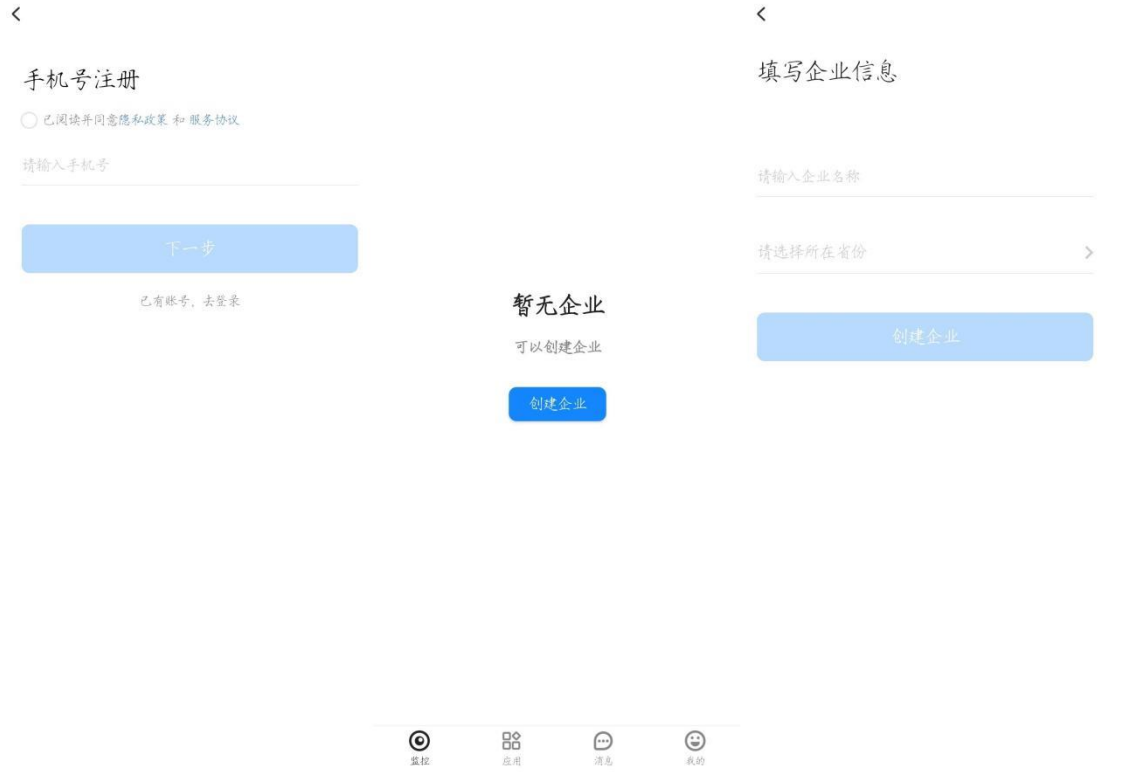 手机号注册
已阅读并同意隐私政策 和 服务协议
请输入手机号
下一步
已有账号，去登录
暂无企业
可以创建企业
创建企业
监控
应用
消息
我的
填写企业信息
请输入企业名称
请选择所在省份
创建企业